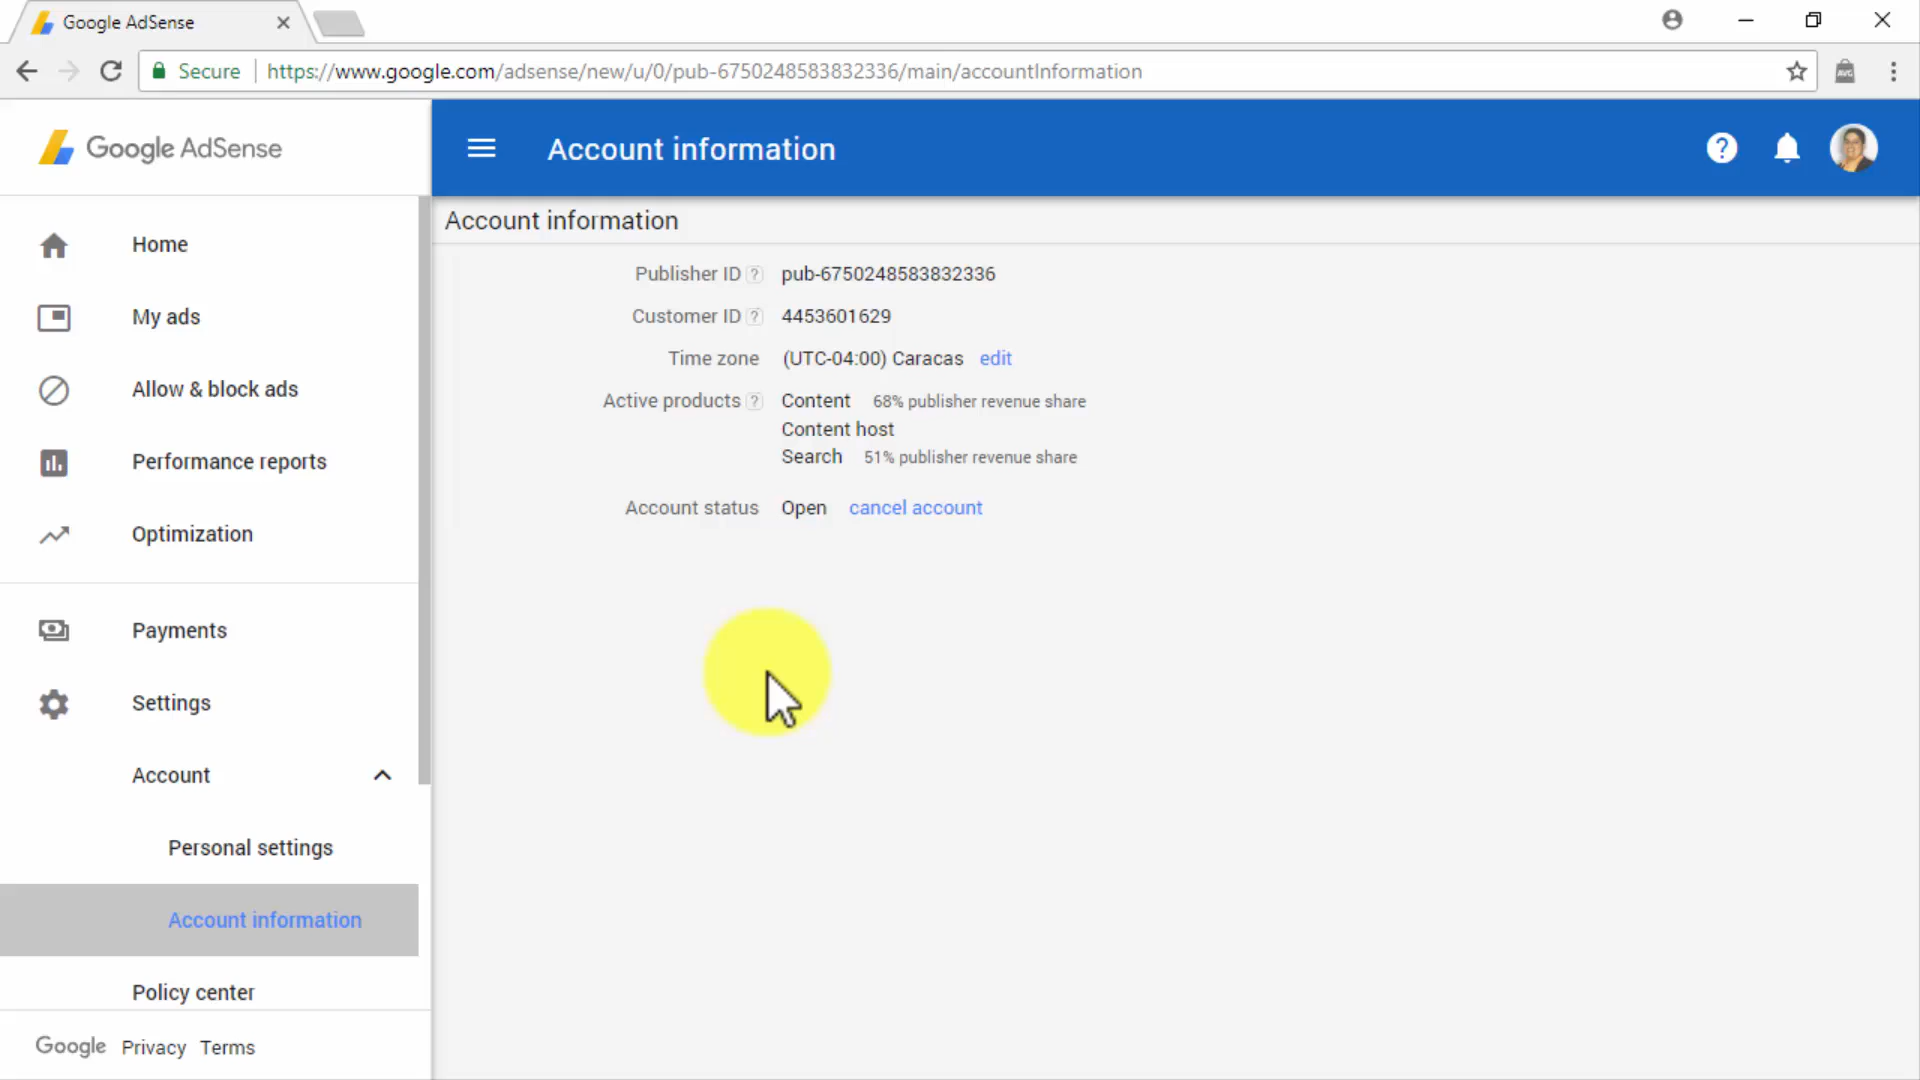 Google AdSense
Secure https://www.google.com/adsense/new/u/0/pub-6750248583832336/main/accountInformation
AVG
Google AdSense
Account information
?
Home
My ads
Allow & block ads
Performance reports
Optimization
Payments
Settings
Account
Personal settings
Account information
Policy center
Google Privacy Terms
Account information
Publisher ID ? pub-6750248583832336
Customer ID ? 4453601629
Time zone (UTC-04:00) Caracas edit
Active products ? Content 68% publisher revenue share
Content host
Search 51% publisher revenue share
Account status Open cancel account